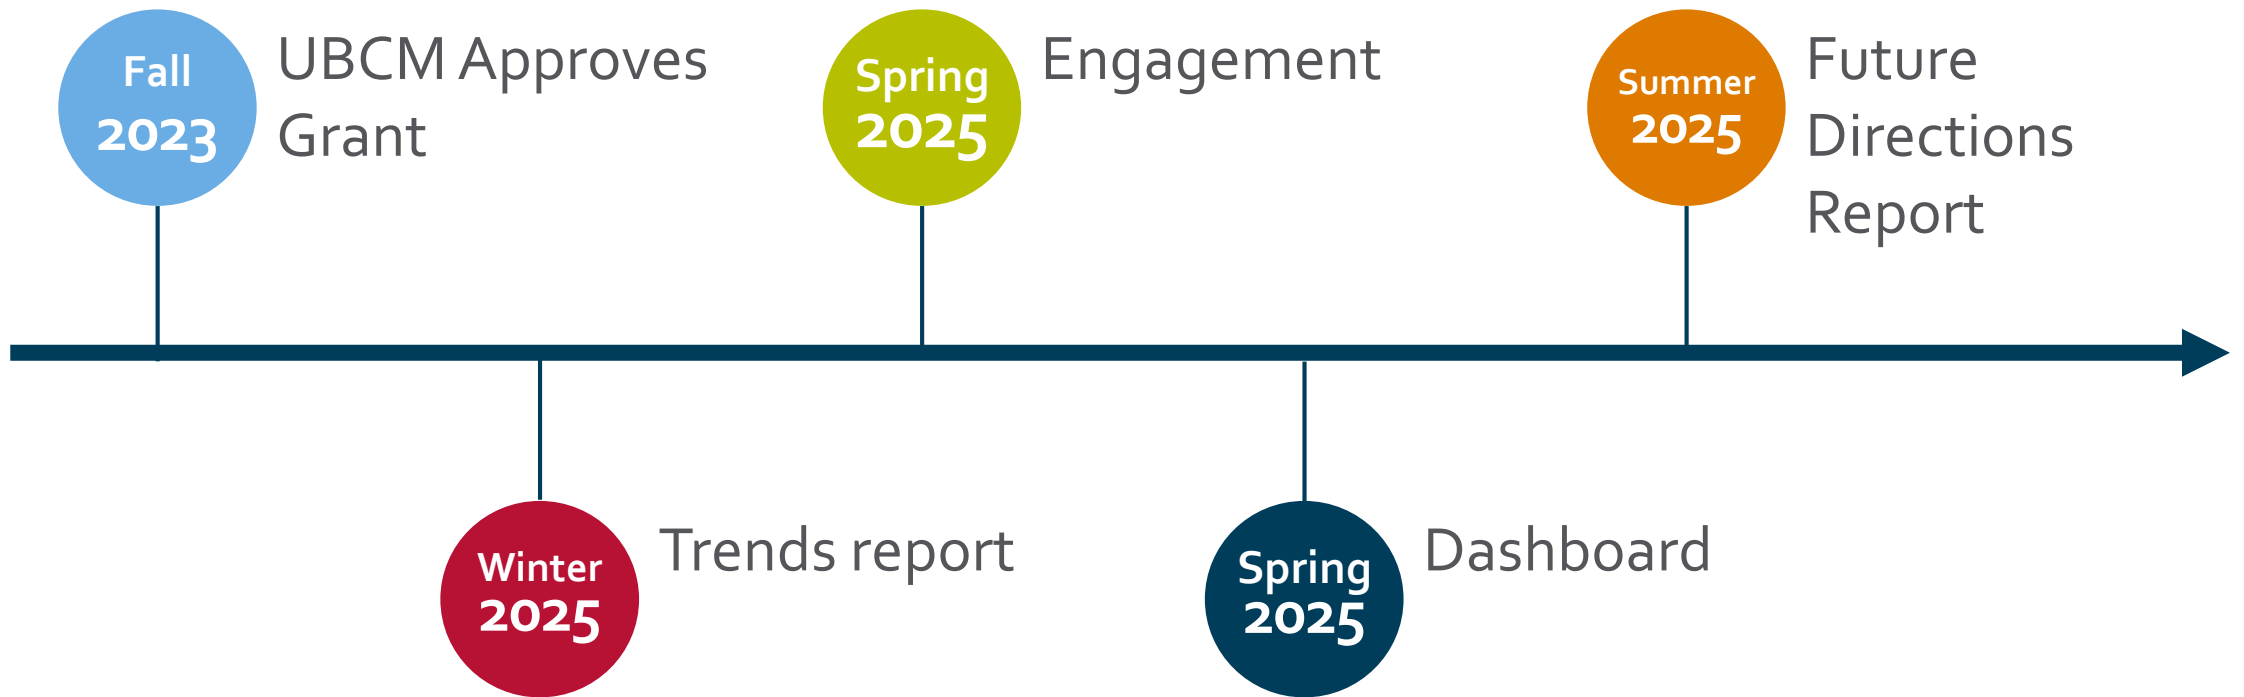 Fall
2023
UBCM Approves
Grant
Winter
2025
Trends report
Spring
2025
Engagement
Spring
2025
Dashboard
Summer
2025
Future
Directions
Report